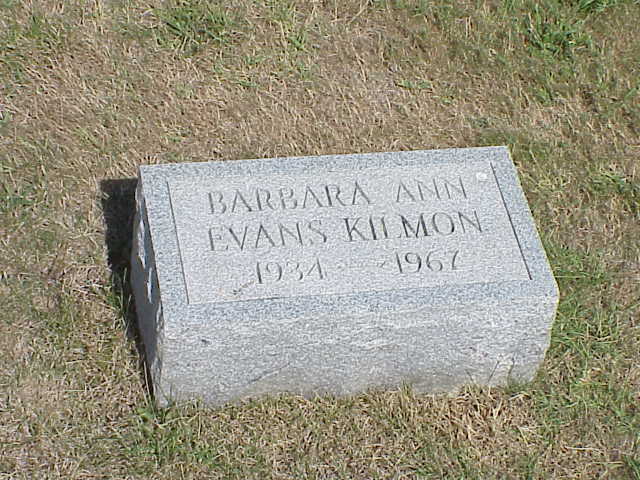 BARBARA ANN
EVANS KILMON
1934 — 1967